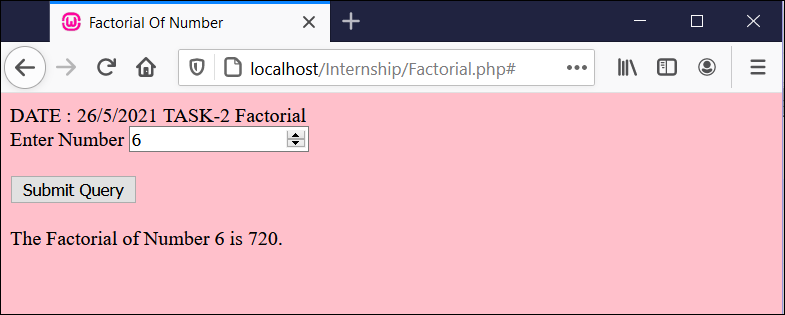 Factorial Of Number
localhost/Internship/Factorial.php#
DATE : 26/5/2021 TASK-2 Factorial
Enter Number 6
Submit Query
The Factorial of Number 6 is 720.